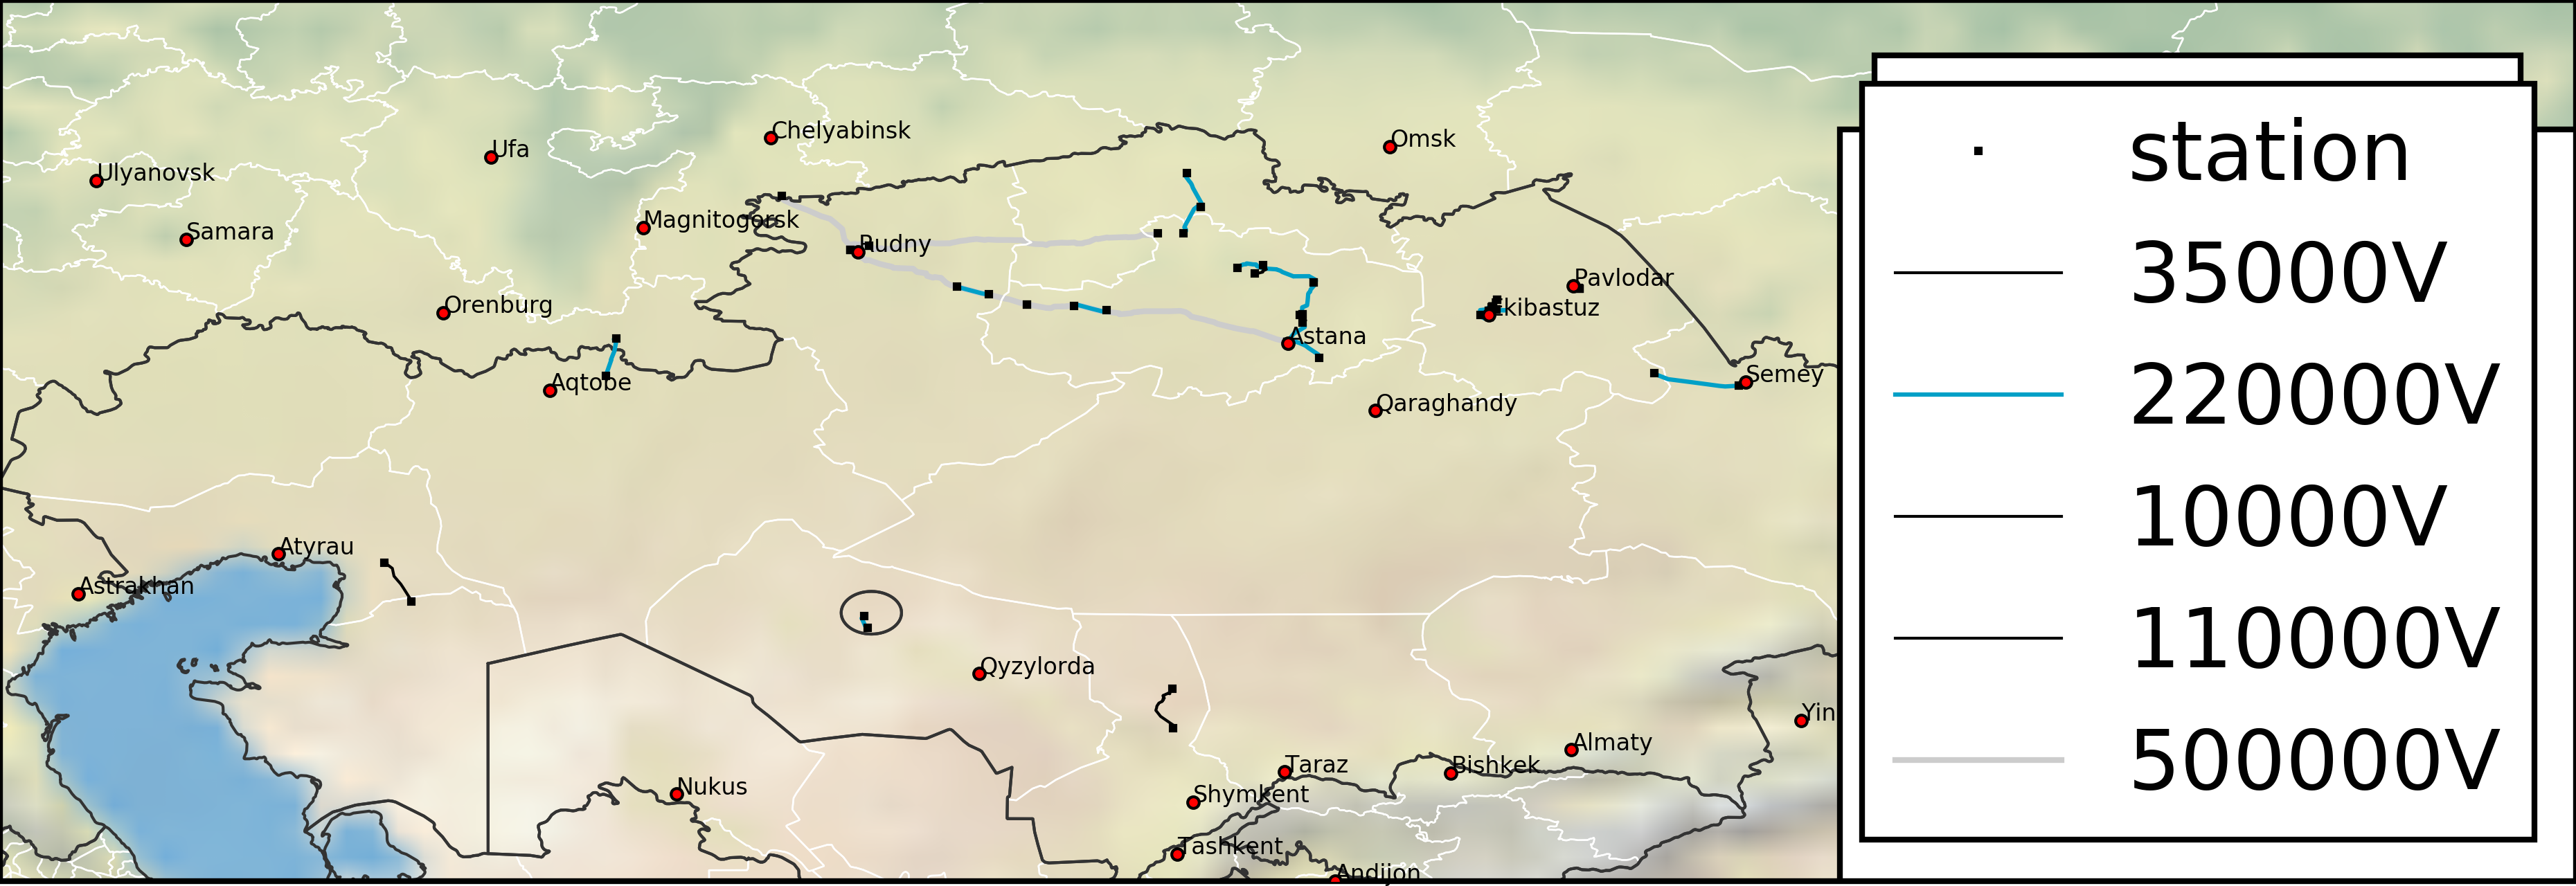 Chelyabinsk
Omsk
Ufa
Ulyanovsk
Magnitogorsk
Samara
Rudny
Pavlodar
Orenburg
Ekibastuz
Astana
Aqtobe
Semey
Qaraghandy
Atyrau
Astrakhan
Qyzylorda
Yin
Almaty
Taraz
Bishkek
Nukus
Shymkent
Tashkent
Andijon
station
35000V
220000V
10000V
110000V
500000V